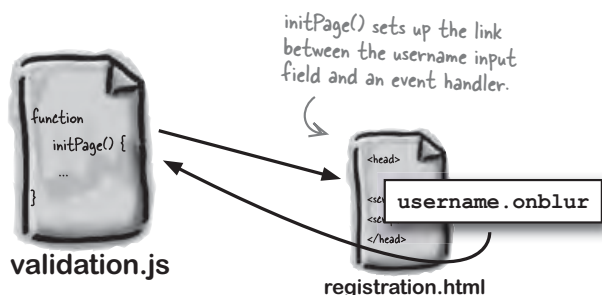 initPage() sets up the link
between the username input
field and an event handler.
function
initPage() {
...
}
<head>
username.onblur
</head>
validation.js
registration.html